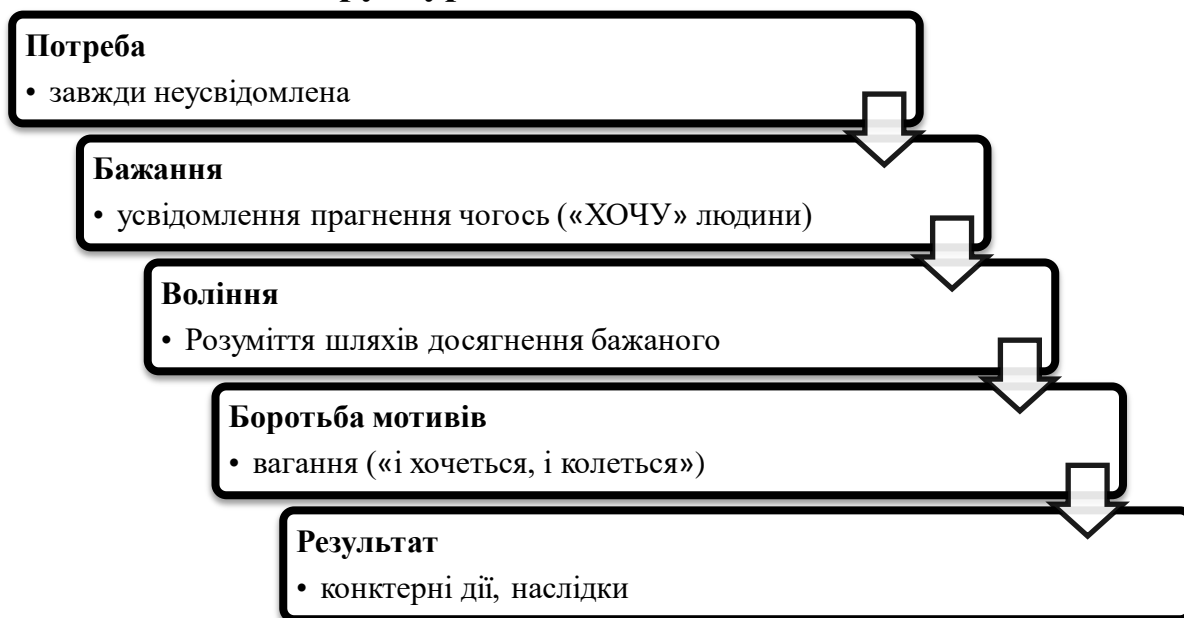 Потреба
• завжди неусвідомлена
Бажання
• усвідомлення прагнення чогось («ХОЧУ» людини)
Воління
• Розуміття шляхів досягнення бажаного
Боротьба мотивів
• вагання («і хочеться, і колеться»)
Результат
• конктерні дії, наслідки